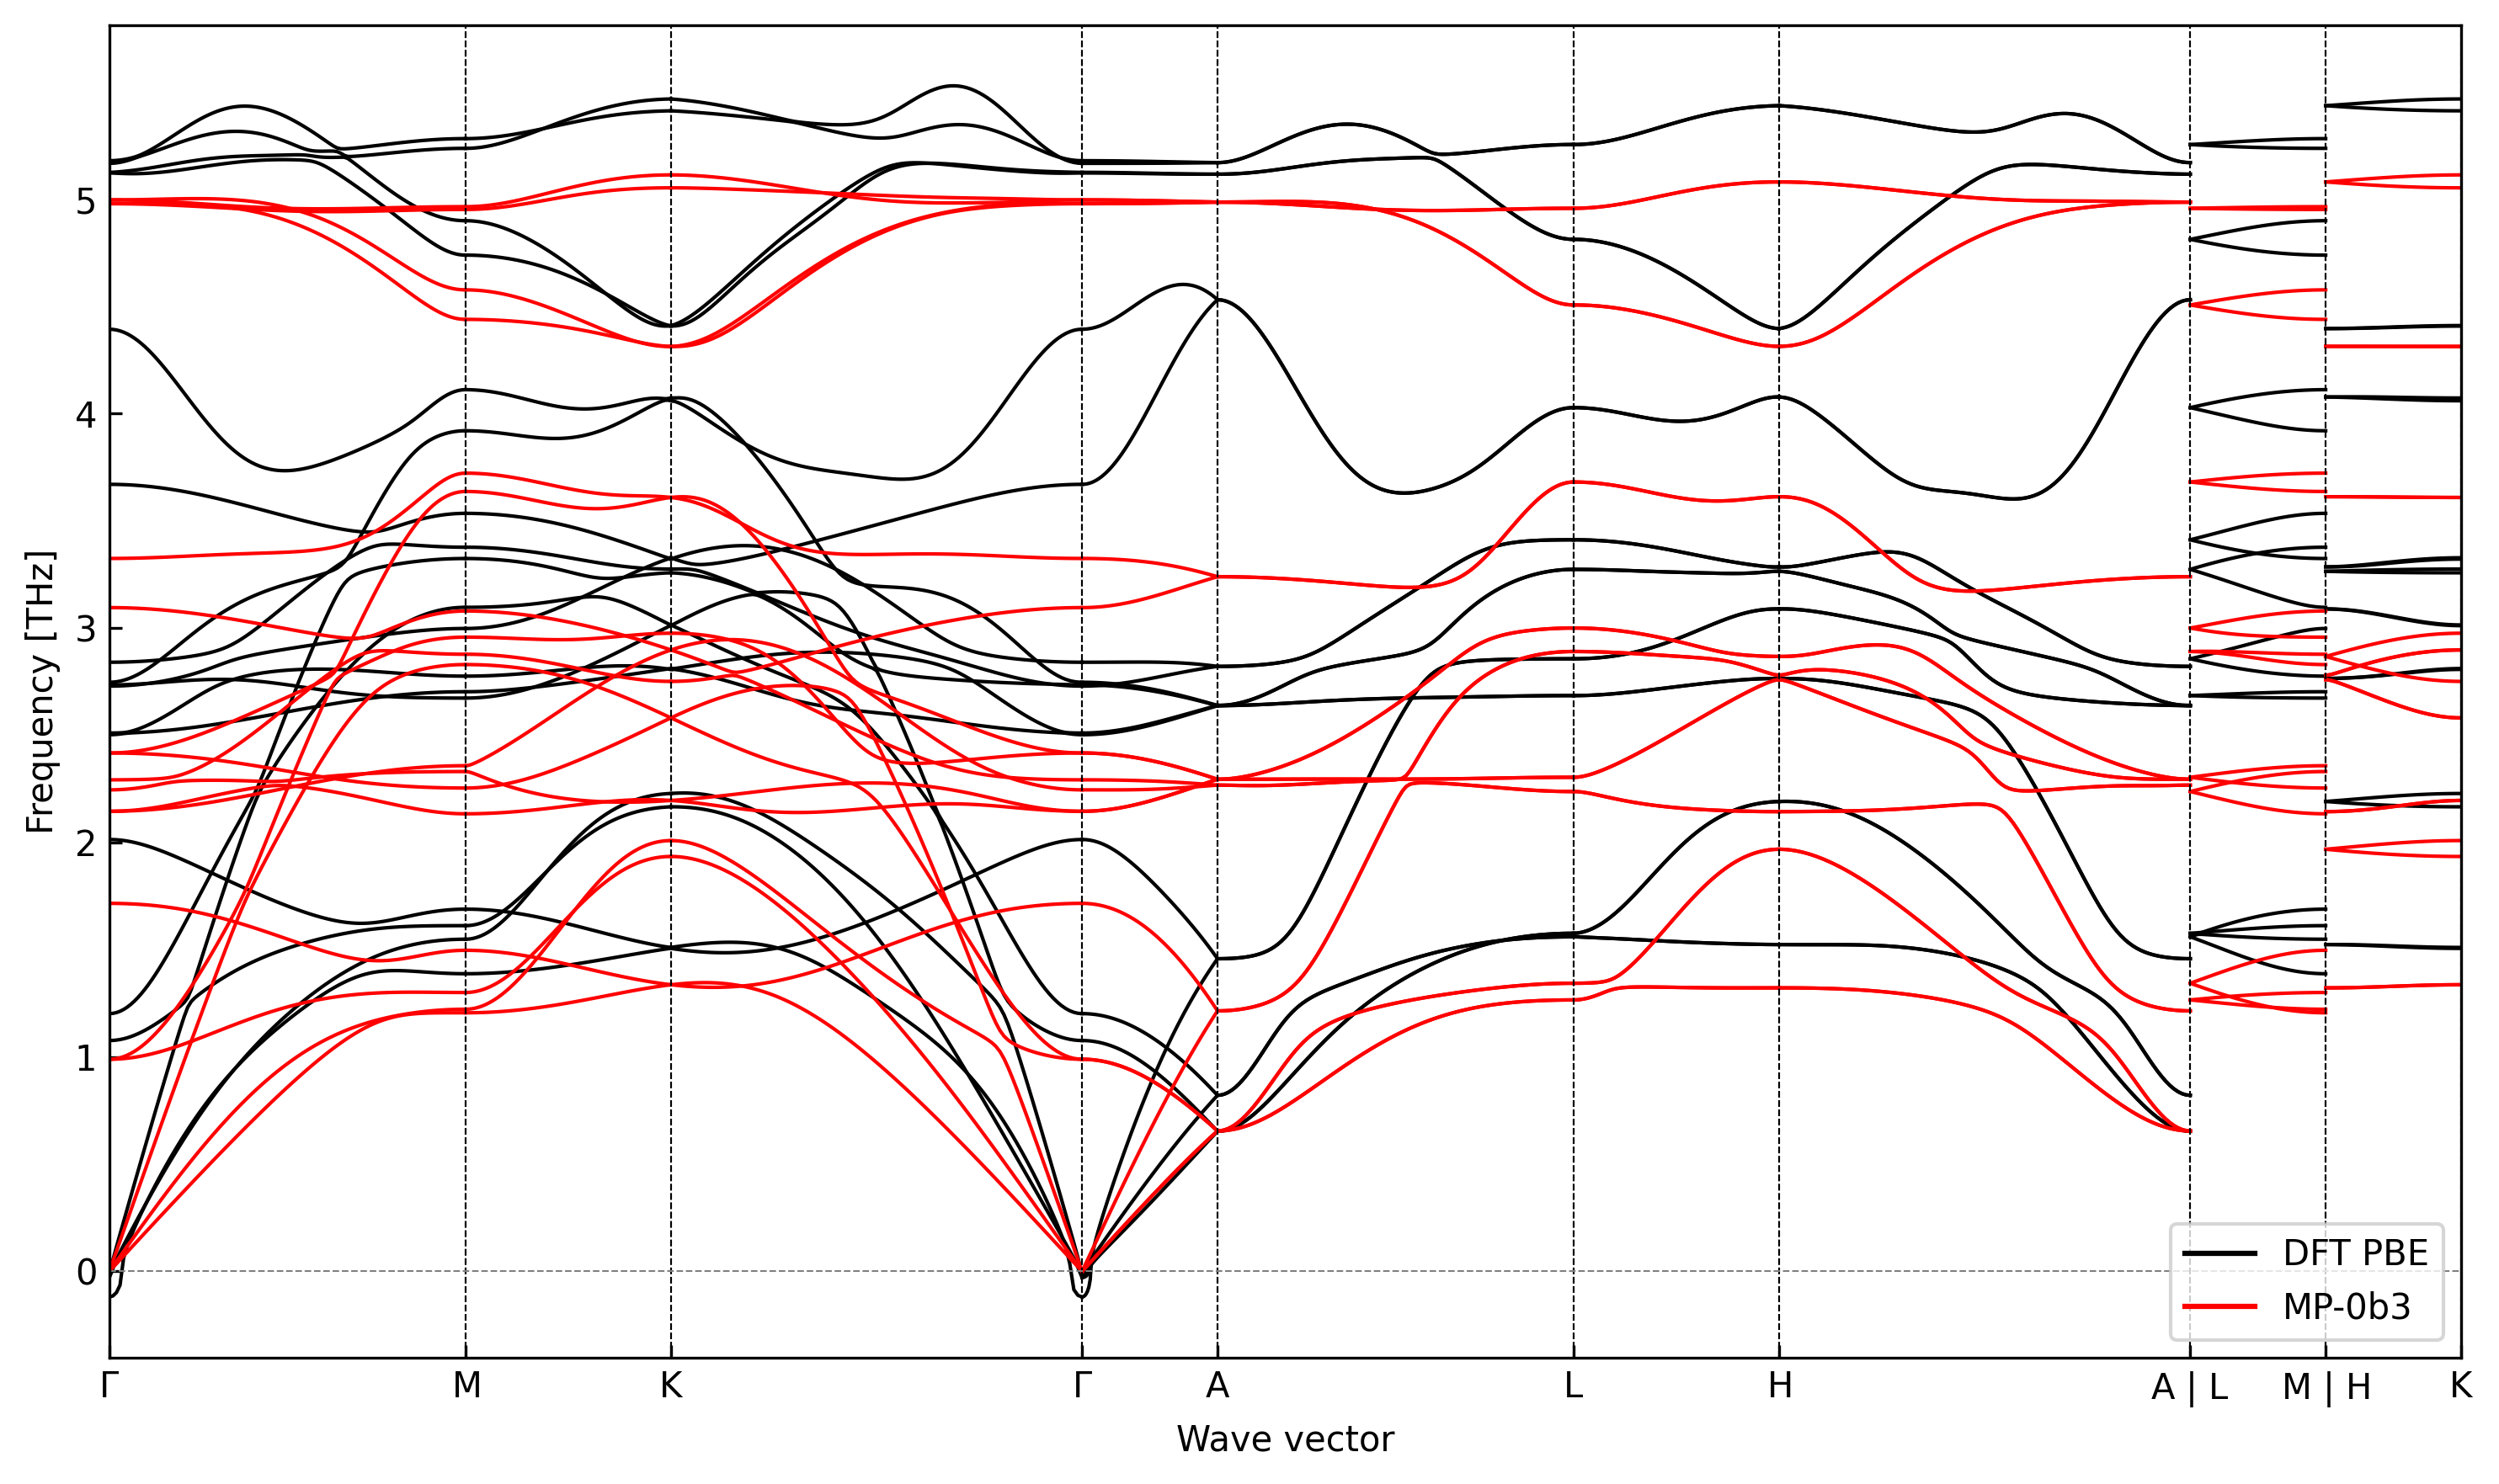 5
4
3
2
1
0
Frequency [THz]
DFT PBE
MP-0b3
Γ M K Γ A L H A | L M | H K
Wave vector